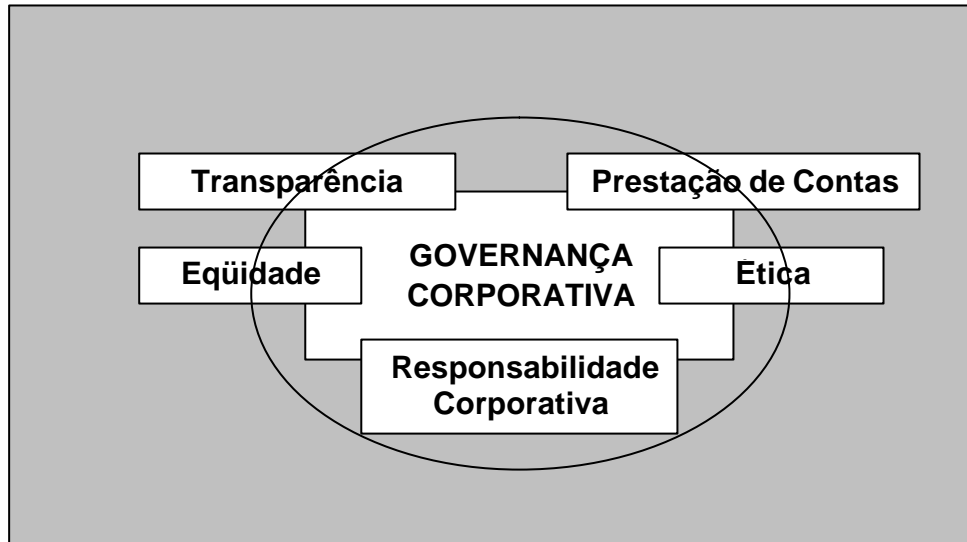 Transparência
Prestação de Contas
Eqüidade
GOVERNANÇA
CORPORATIVA
Ética
Responsabilidade
Corporativa